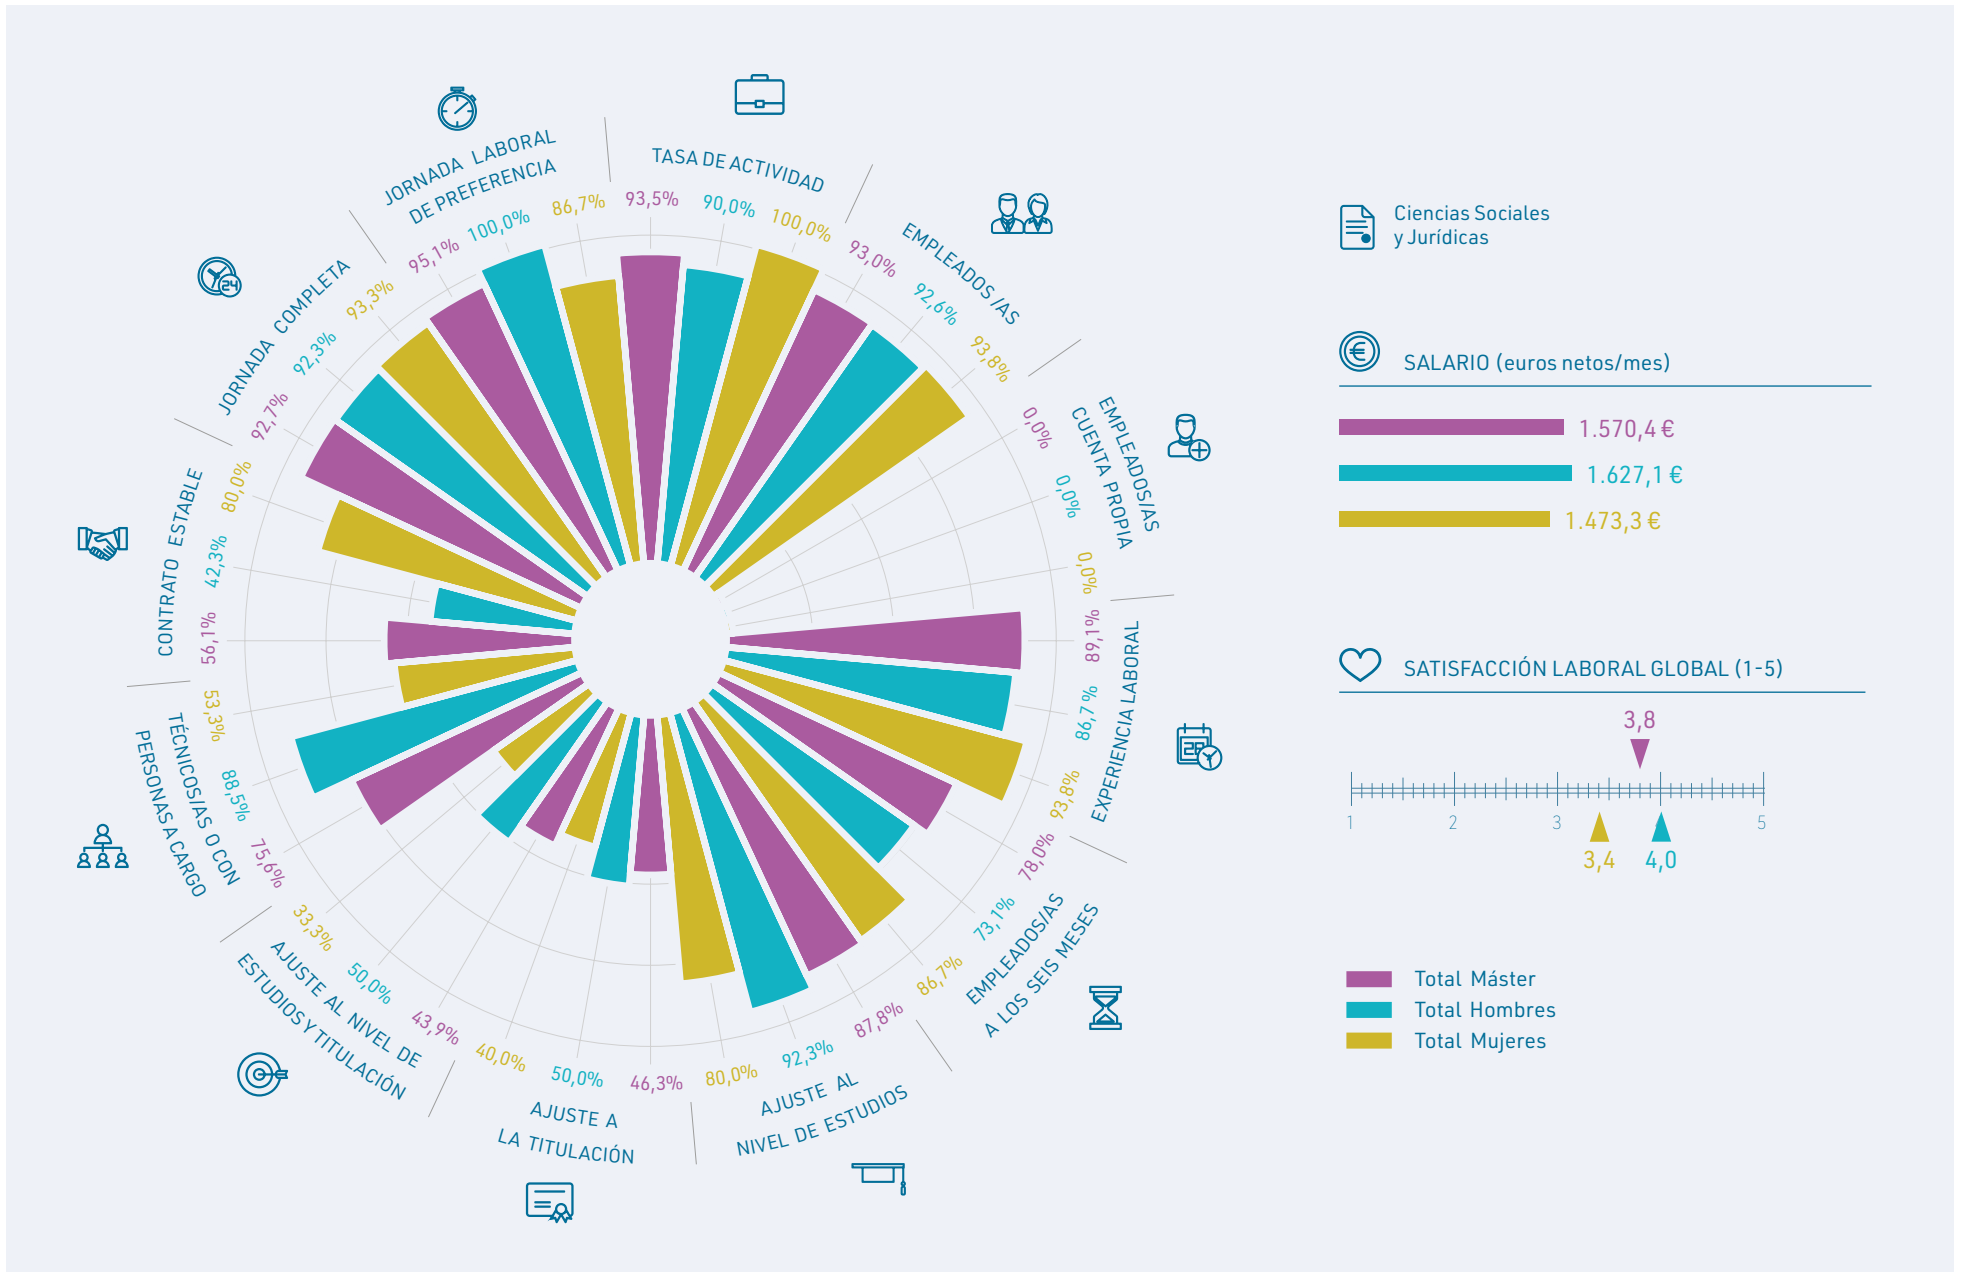 TASA DE ACTIVIDAD
93,5%
90,0%
100,0%
EMPLEADOS /AS
93,0%
92,6%
93,8%
EMPLEADOS/AS
CUENTA PROPIA
0,0%
0,0%
0,0%
EXPERIENCIA LABORAL
89,1%
86,7%
93,8%
EMPLEADOS/AS
A LOS SEIS MESES
78,0%
73,1%
86,7%
AJUSTE AL
NIVEL DE ESTUDIOS
87,8%
92,3%
80,0%
AJUSTE A
LA TITULACIÓN
46,3%
50,0%
40,0%
AJUSTE AL NIVEL DE
ESTUDIOS Y TITULACIÓN
43,9%
50,0%
33,3%
TÉCNICOS/AS O CON
PERSONAS A CARGO
75,6%
88,5%
53,3%
CONTRATO ESTABLE
56,1%
42,3%
80,0%
JORNADA COMPLETA
24
92,7%
92,3%
93,3%
JORNADA LABORAL
DE PREFERENCIA
95,1%
100,0%
86,7%
28
Ciencias Sociales
y Jurídicas
€
SALARIO (euros netos/mes)
1.570,4 €
1.627,1 €
1.473,3 €
SATISFACCIÓN LABORAL GLOBAL (1-5)
3,8
1 2 3 5
3,4 4,0
Total Máster
Total Hombres
Total Mujeres